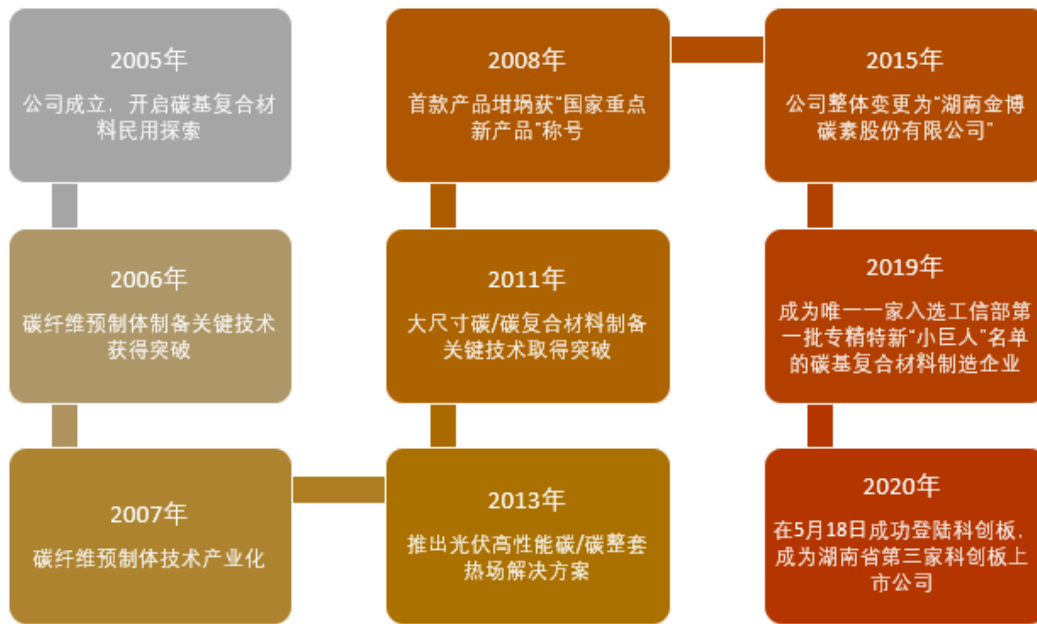 2005年
公司成立，开启碳基复合材
料民用探索
2006年
碳纤维预制体制备关键技术
获得突破
2007年
碳纤维预制体技术产业化
2008年
首款产品坩埚获“国家重点
新产品”称号
2011年
大尺寸碳/碳复合材料制备
关键技术取得突破
2013年
推出光伏高性能碳/碳整套
热场解决方案
2015年
公司整体变更为“湖南金博
碳素股份有限公司”
2019年
成为唯一一家入选工信部第
一批专精特新“小巨人”名单
的碳基复合材料制造企业
2020年
在5月18日成功登陆科创板，
成为湖南省第三家科创板上
市公司